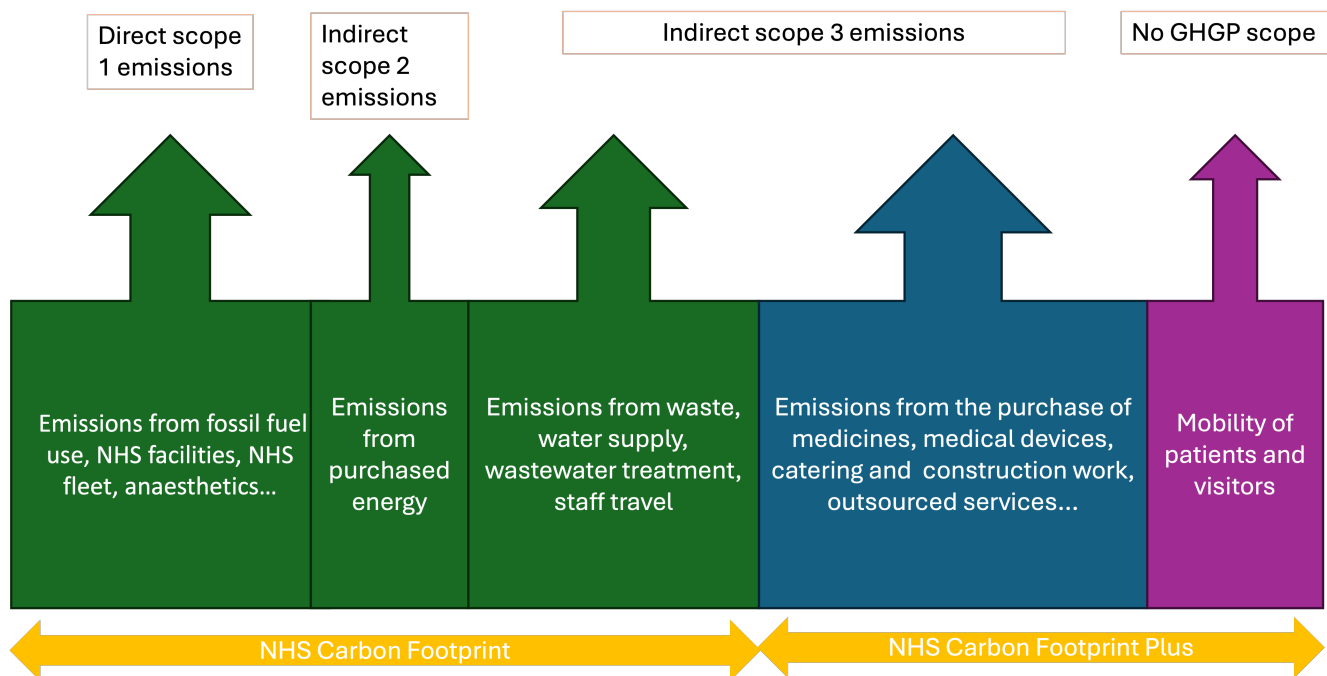 Direct scope
1 emissions
Indirect
scope 2
emissions
Indirect scope 3 emissions
No GHGP scope
Emissions from fossil fuel
use, NHS facilities, NHS
fleet, anaesthetics...
Emissions
from
purchased
energy
Emissions from waste,
water supply,
wastewater treatment,
staff travel
Emissions from the purchase of
medicines, medical devices,
catering and  construction work,
outsourced services...
Mobility of
patients and
visitors
NHS Carbon Footprint
NHS Carbon Footprint Plus